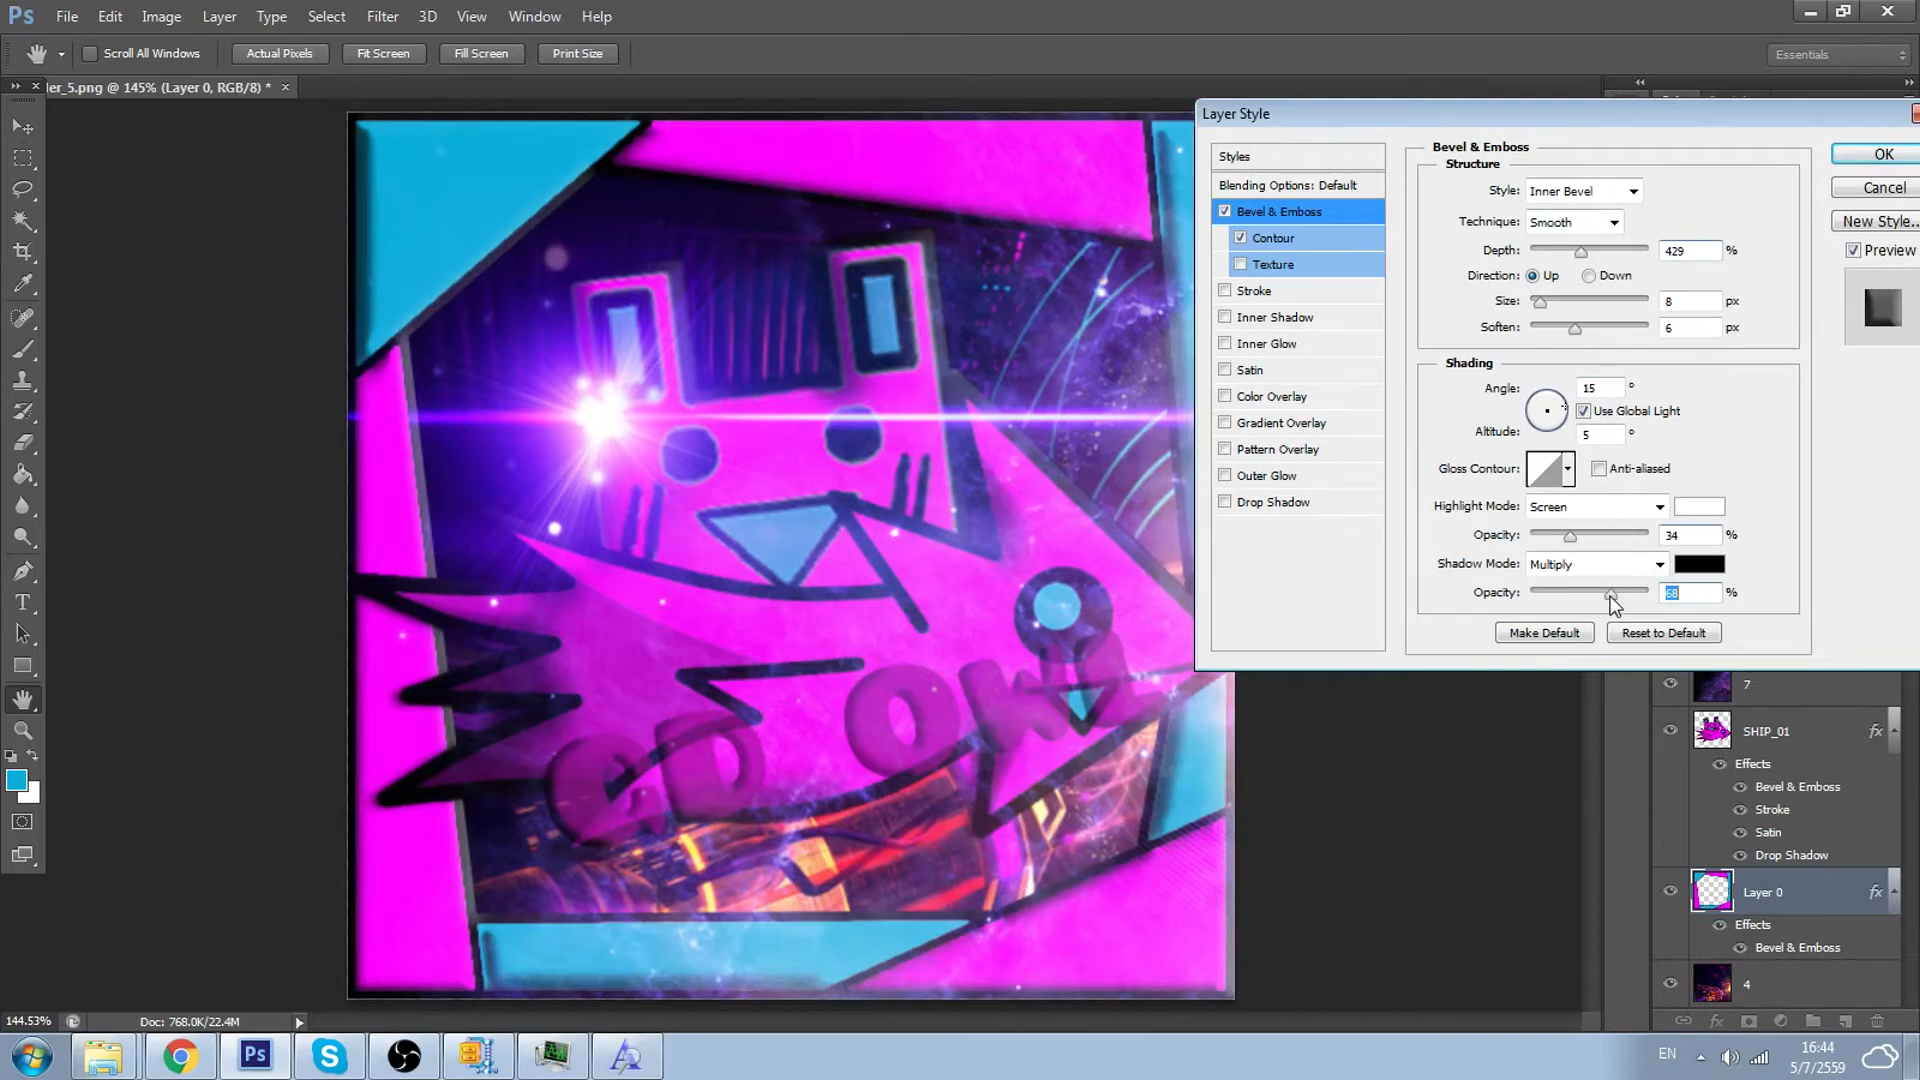 Ps File Edit Image Layer Type Select Filter 3D View Window Help
Scroll All Windows Actual Pixels Fit Screen Fill Screen Print Size Essentials
ler_5.png @ 145% (Layer 0, RGB/8) *
Layer Style
Styles
Blending Options: Default
Bevel & Emboss
Contour
Texture
Stroke
Inner Shadow
Inner Glow
Satin
Color Overlay
Gradient Overlay
Pattern Overlay
Outer Glow
Drop Shadow
Bevel & Emboss
Structure
Style: Inner Bevel
Technique: Smooth
Depth: 429 %
Direction: Up Down
Size: 8 px
Soften: 6 px
Shading
Angle: 15 °
Use Global Light
Altitude: 5 °
Gloss Contour: Anti-aliased
Highlight Mode: Screen
Opacity: 34 %
Shadow Mode: Multiply
Opacity: 68 %
Make Default Reset to Default
OK
Cancel
New Style..
Preview
GD OWL
7
SHIP_01 fx
Effects
Bevel & Emboss
Stroke
Satin
Drop Shadow
Layer 0 fx
Effects
Bevel & Emboss
4
fx
144.53% Doc: 768.0K/22.4M
Ps
EN
16:44
5/7/2559